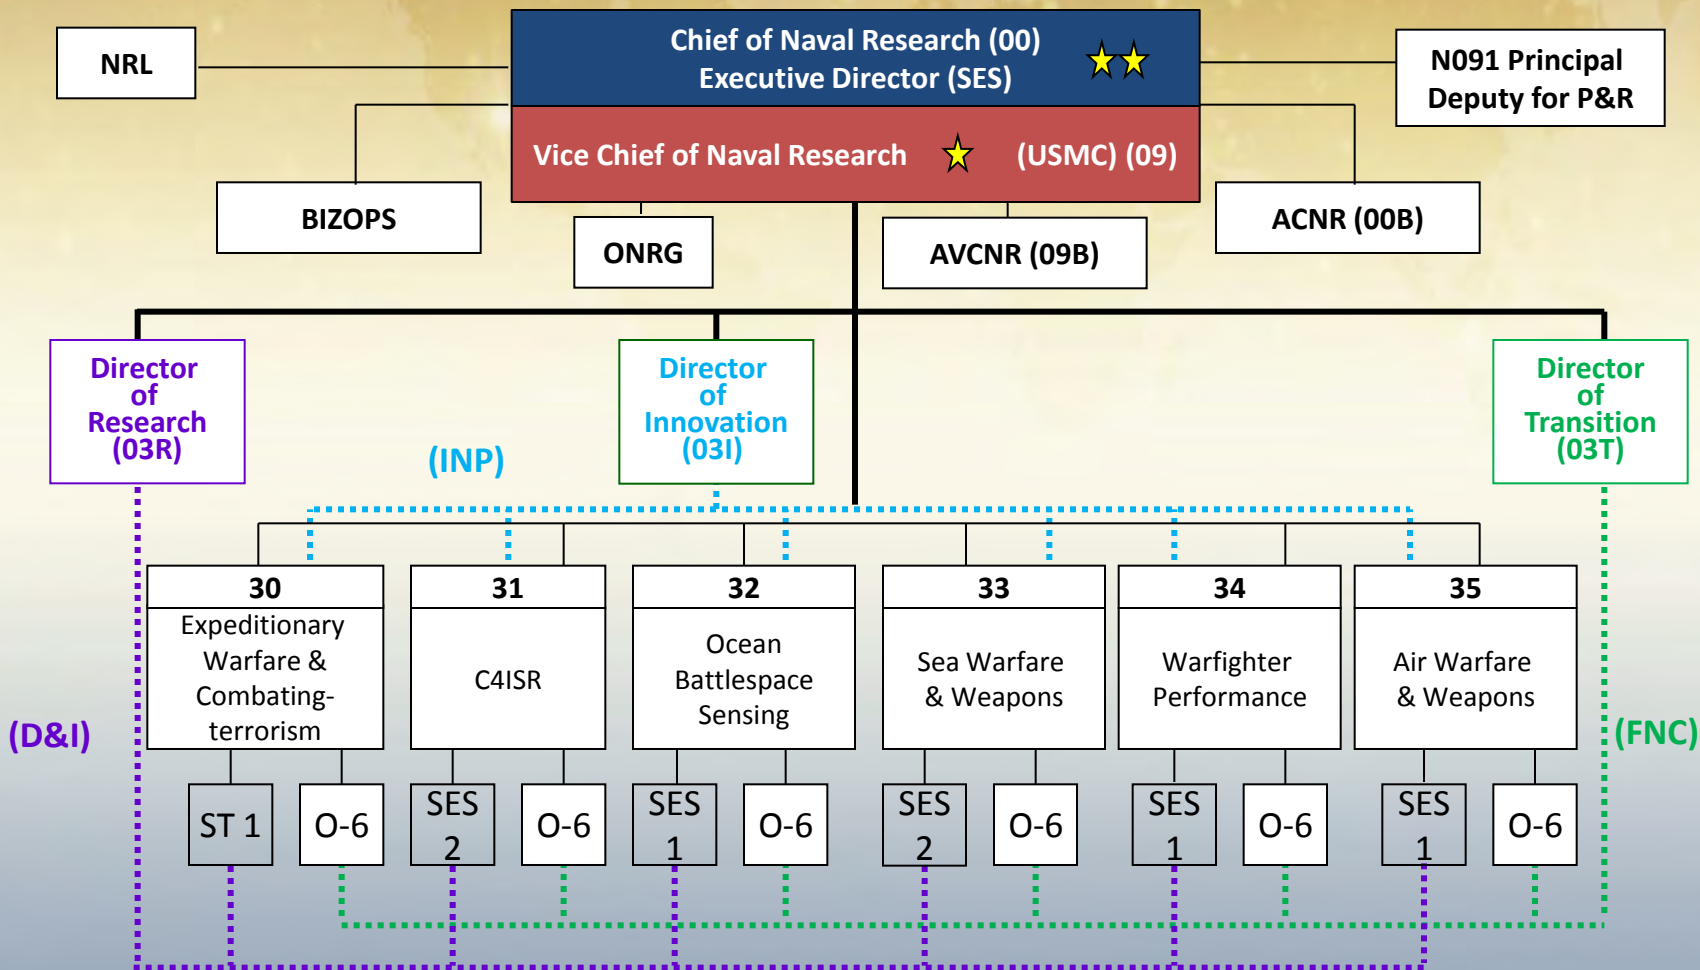 Chief of Naval Research (00)
Executive Director (SES)
NRL
N091 Principal
Deputy for P&R
Vice Chief of Naval Research (USMC) (09)
BIZOPS
ONRG
AVCNR (09B)
ACNR (00B)
Director
of
Research
(03R)
Director
of
Innovation
(03I)
Director
of
Transition
(03T)
(INP)
30
Expeditionary
Warfare &
Combating-
terrorism
31
C4ISR
32
Ocean
Battlespace
Sensing
33
Sea Warfare
& Weapons
34
Warfighter
Performance
35
Air Warfare
& Weapons
(D&I)
(FNC)
ST 1
O-6
SES
2
O-6
SES
1
O-6
SES
2
O-6
SES
1
O-6
SES
1
O-6